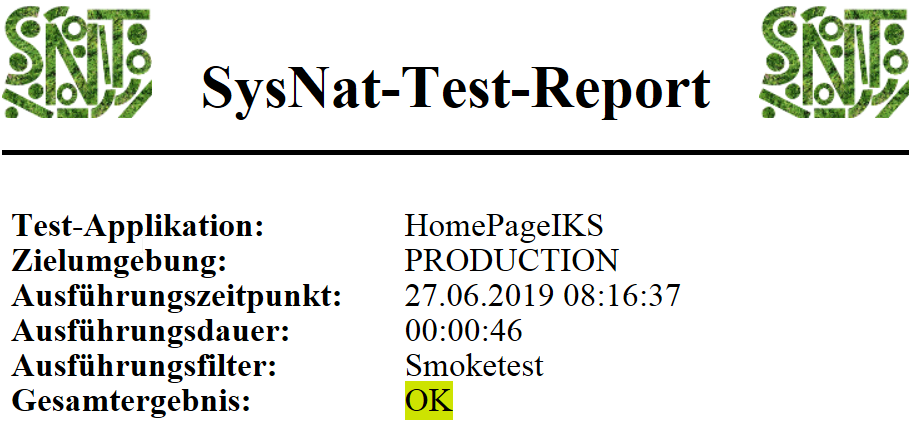 SysNat-Test-Report
Test-Applikation: HomePageIKS
Zielumgebung: PRODUCTION
Ausführungszeitpunkt: 27.06.2019 08:16:37
Ausführungsdauer: 00:00:46
Ausführungsfilter: Smoketest
Gesamtergebnis: OK